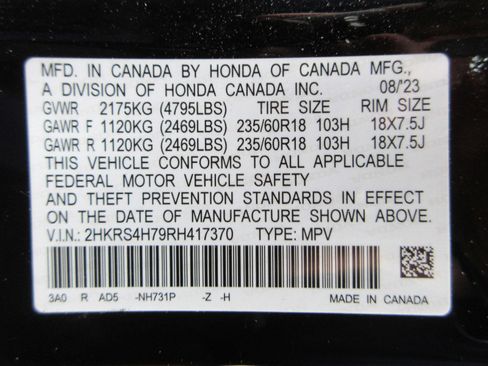 MFD. IN CANADA BY HONDA OF CANADA MFG.,
A DIVISION OF HONDA CANADA INC. 08/'23
GVWR 2175KG (4795LBS) TIRE SIZE RIM SIZE
GAWR F 1120KG (2469LBS) 235/60R18 103H 18X7.5J
GAWR R 1120KG (2469LBS) 235/60R18 103H 18X7.5J
THIS VEHICLE CONFORMS TO ALL APPLICABLE
FEDERAL MOTOR VEHICLE SAFETY
AND THEFT PREVENTION STANDARDS IN EFFECT
ON THE DATE OF MANUFACTURE SHOWN ABOVE.
V.I.N.: 2HKRS4H79RH417370 TYPE: MPV
3A0 R AD5 -NH731P -Z -H MADE IN CANADA